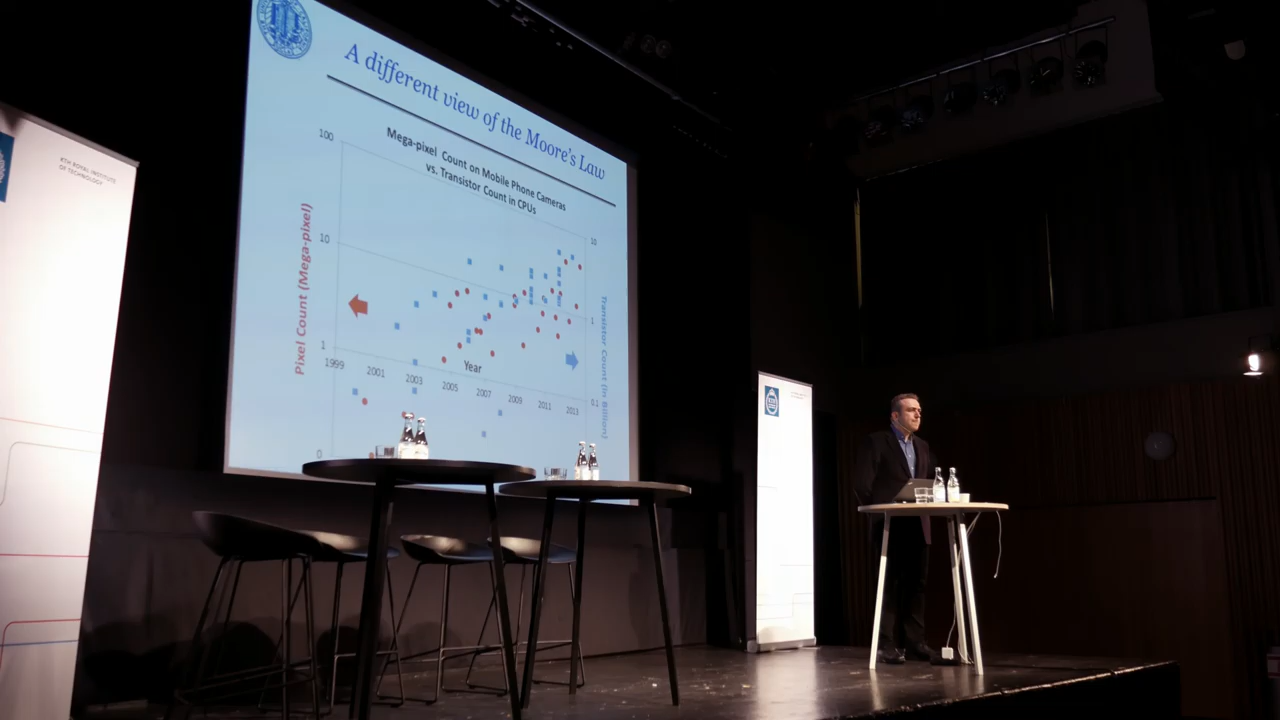 A different view of the Moore's Law
Mega-pixel Count on Mobile Phone Cameras
vs. Transistor Count in CPUs
100
10
1
0
Pixel Count (Mega-pixel)
10
1
0.1
Transistor Count (in Billion)
Year
1999
2001
2003
2005
2007
2009
2011
2013
KTH ROYAL INSTITUTE
OF TECHNOLOGY
KTH